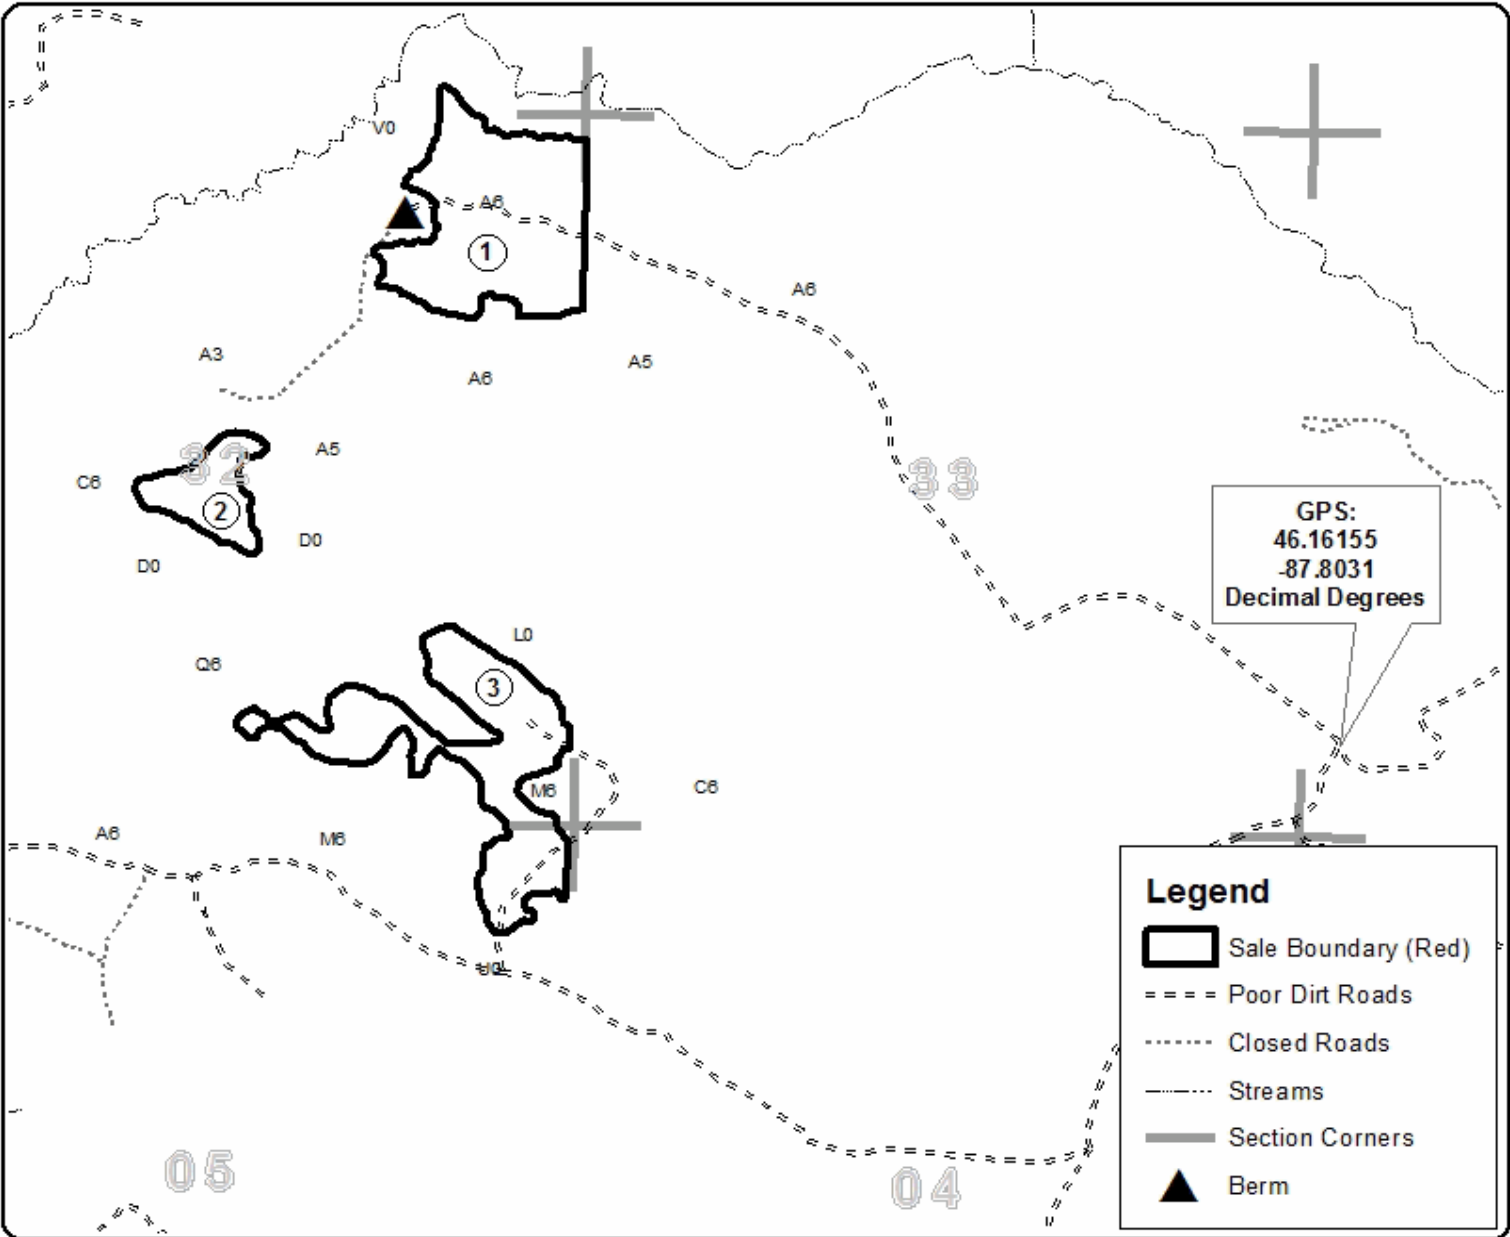 V0
A6
1
A6
A3
A6
A5
32
A5
C6
33
2
D0
D0
GPS:
46.16155
-87.8031
Decimal Degrees
L0
Q6
3
M6
C6
A6
M6
U0
05
04
Legend
Sale Boundary (Red)
Poor Dirt Roads
Closed Roads
Streams
Section Corners
Berm